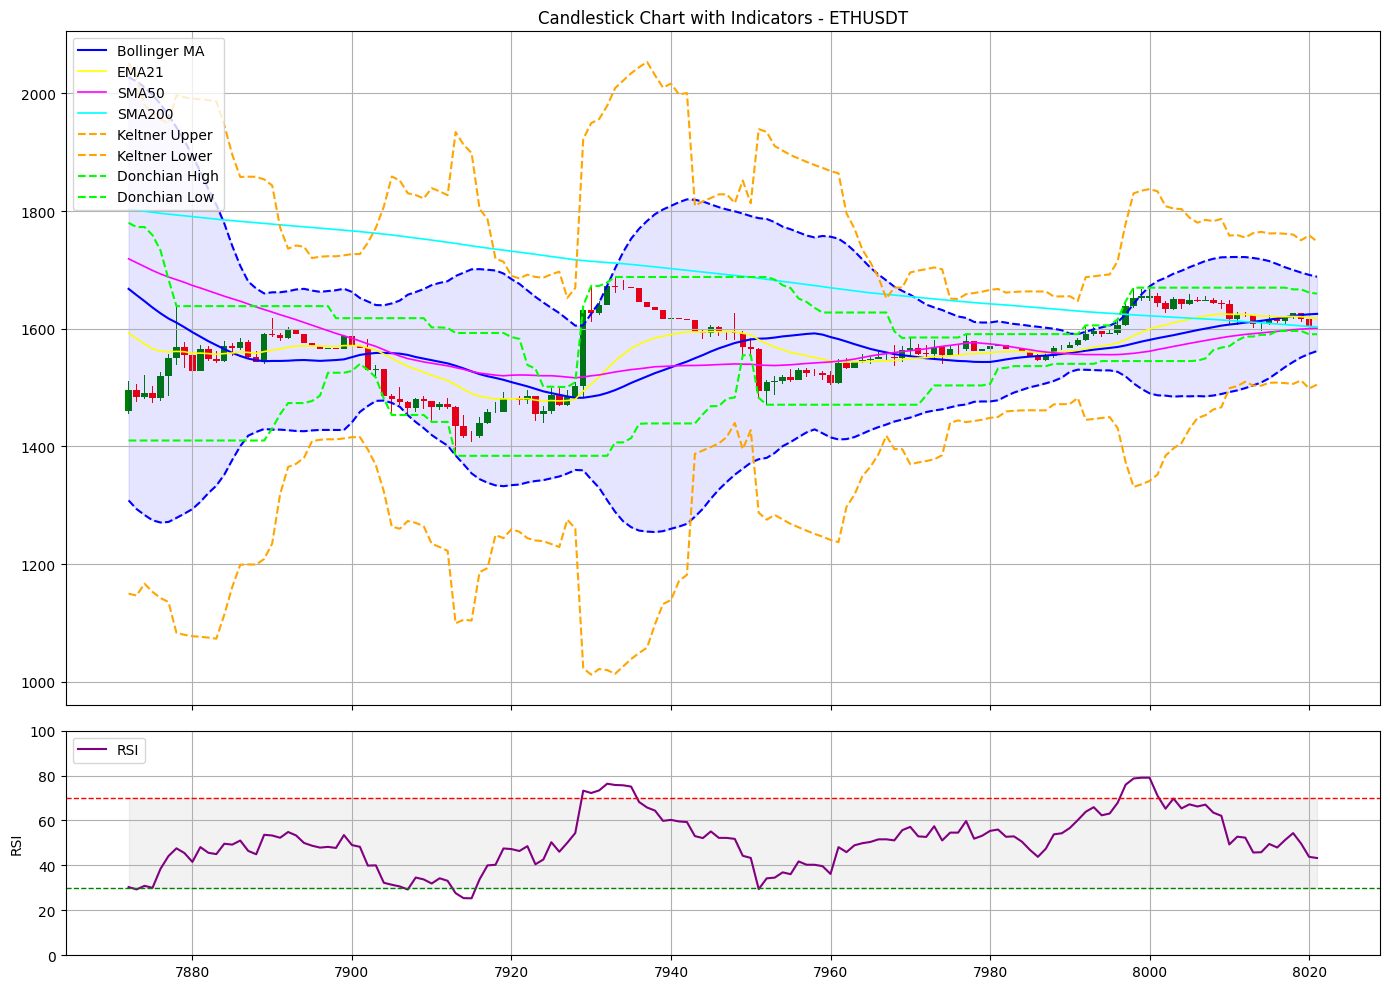 Candlestick Chart with Indicators - ETHUSDT
Bollinger MA
EMA21
SMA50
SMA200
Keltner Upper
Keltner Lower
Donchian High
Donchian Low
2000
1800
1600
1400
1200
1000
RSI
100
80
60
40
20
0
RSI
7880 7900 7920 7940 7960 7980 8000 8020